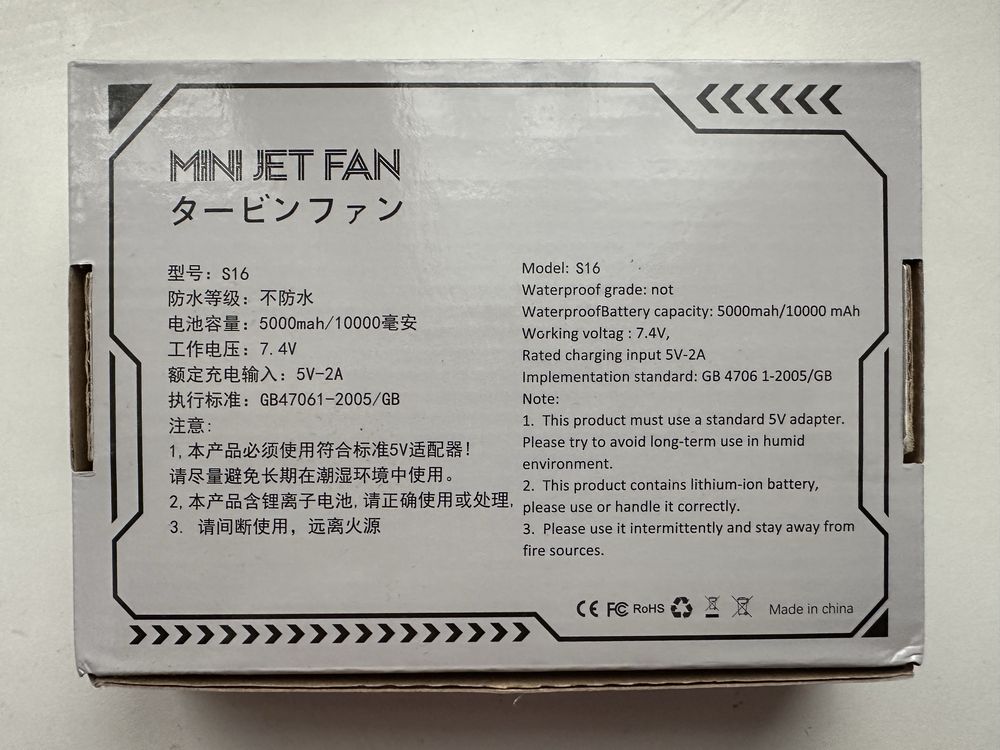 MINI JET FAN
タービンファン
型号: S16
防水等级: 不防水
电池容量: 5000mah/10000毫安
工作电压: 7.4V
额定充电输入: 5V-2A
执行标准: GB47061-2005/GB
注意:
1,本产品必须使用符合标准5V适配器!
请尽量避免长期在潮湿环境中使用。
2,本产品含锂离子电池,请正确使用或处理,
3. 请间断使用，远离火源
Model: S16
Waterproof grade: not
WaterproofBattery capacity: 5000mah/10000 mAh
Working voltag : 7.4V,
Rated charging input 5V-2A
Implementation standard: GB 4706 1-2005/GB
Note:
1. This product must use a standard 5V adapter.
Please try to avoid long-term use in humid
environment.
2. This product contains lithium-ion battery,
please use or handle it correctly.
3. Please use it intermittently and stay away from
fire sources.
CE FC RoHS Made in china